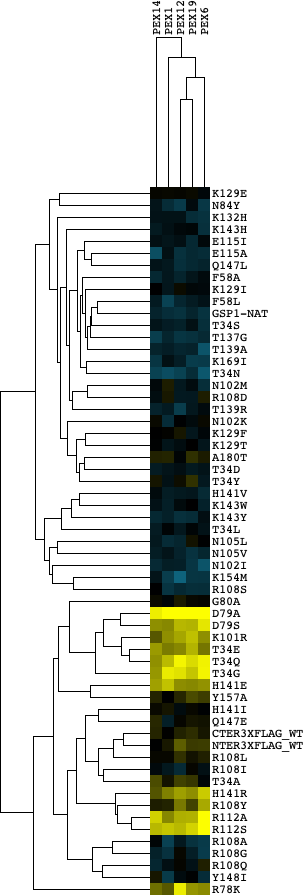 PEX14
PEX1
PEX12
PEX19
PEX6
K129E
N84Y
K132H
K143H
E115I
E115A
Q147L
F58A
K129I
F58L
GSP1-NAT
T34S
T137G
T139A
K169I
T34N
N102M
R108D
T139R
N102K
K129F
K129T
A180T
T34D
T34Y
H141V
K143W
K143Y
T34L
N105L
N105V
N102I
K154M
R108S
G80A
D79A
D79S
K101R
T34E
T34Q
T34G
H141E
Y157A
H141I
Q147E
CTER3XFLAG_WT
NTER3XFLAG_WT
R108L
R108I
T34A
H141R
R108Y
R112A
R112S
R108A
R108G
R108Q
Y148I
R78K